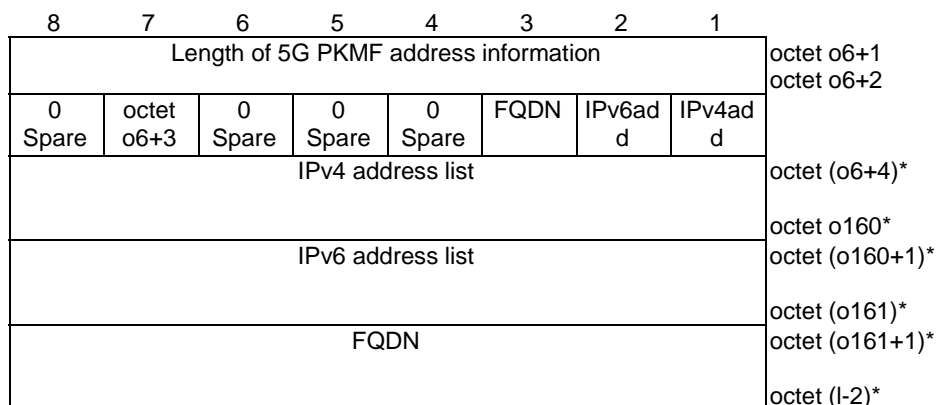 8 7 6 5 4 3 2 1
Length of 5G PKMF address information octet o6+1
octet o6+2
0 octet 0 0 0 FQDN IPv6ad IPv4ad
Spare o6+3 Spare Spare Spare d d
IPv4 address list octet (o6+4)*
octet o160*
IPv6 address list octet (o160+1)*
octet (o161)*
FQDN octet (o161+1)*
octet (l-2)*